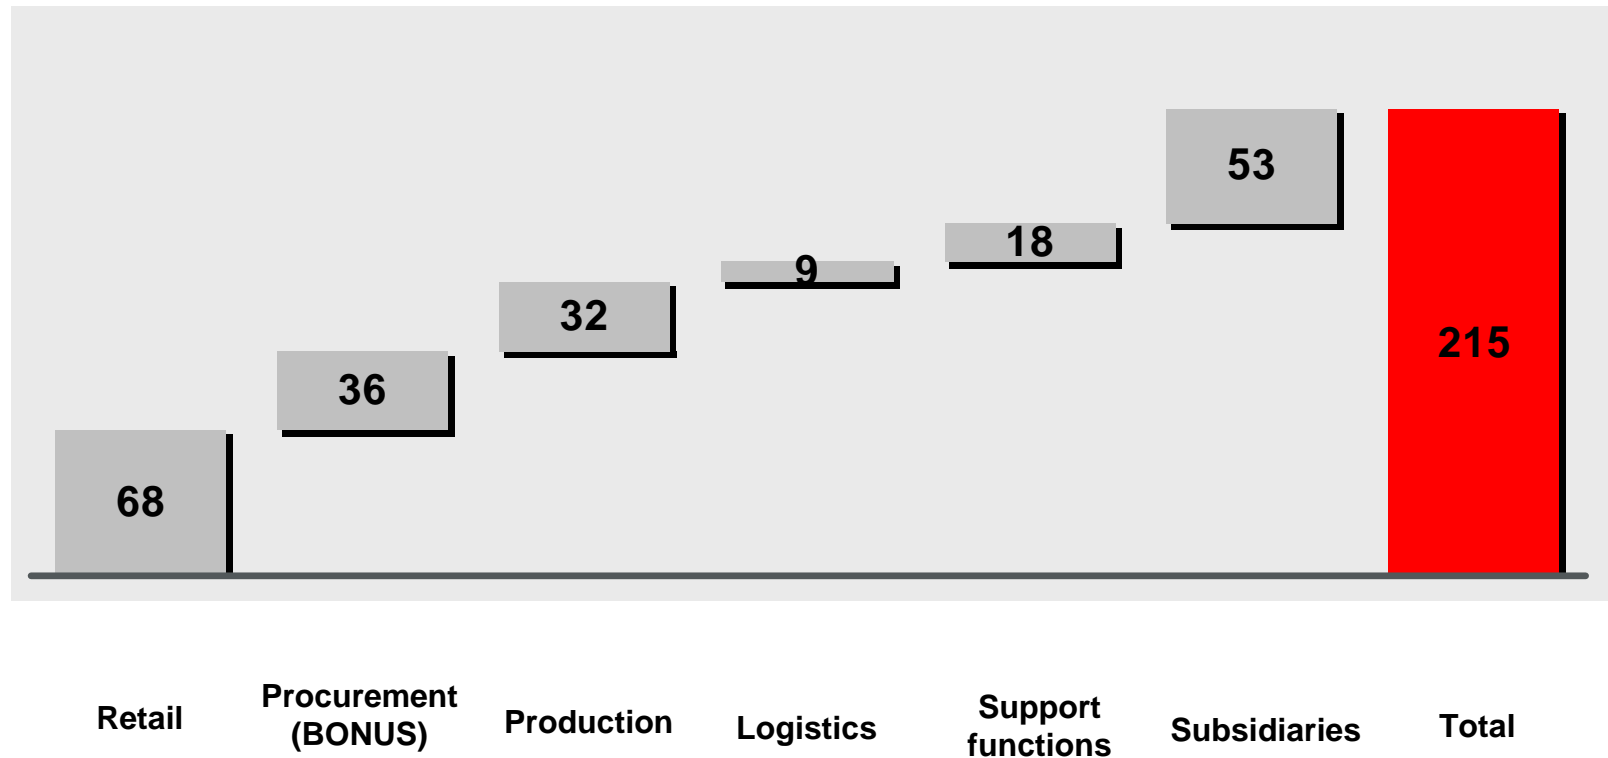 53
18
9
32
215
36
68
Retail
Procurement
(BONUS)
Production
Logistics
Support
functions
Subsidiaries
Total